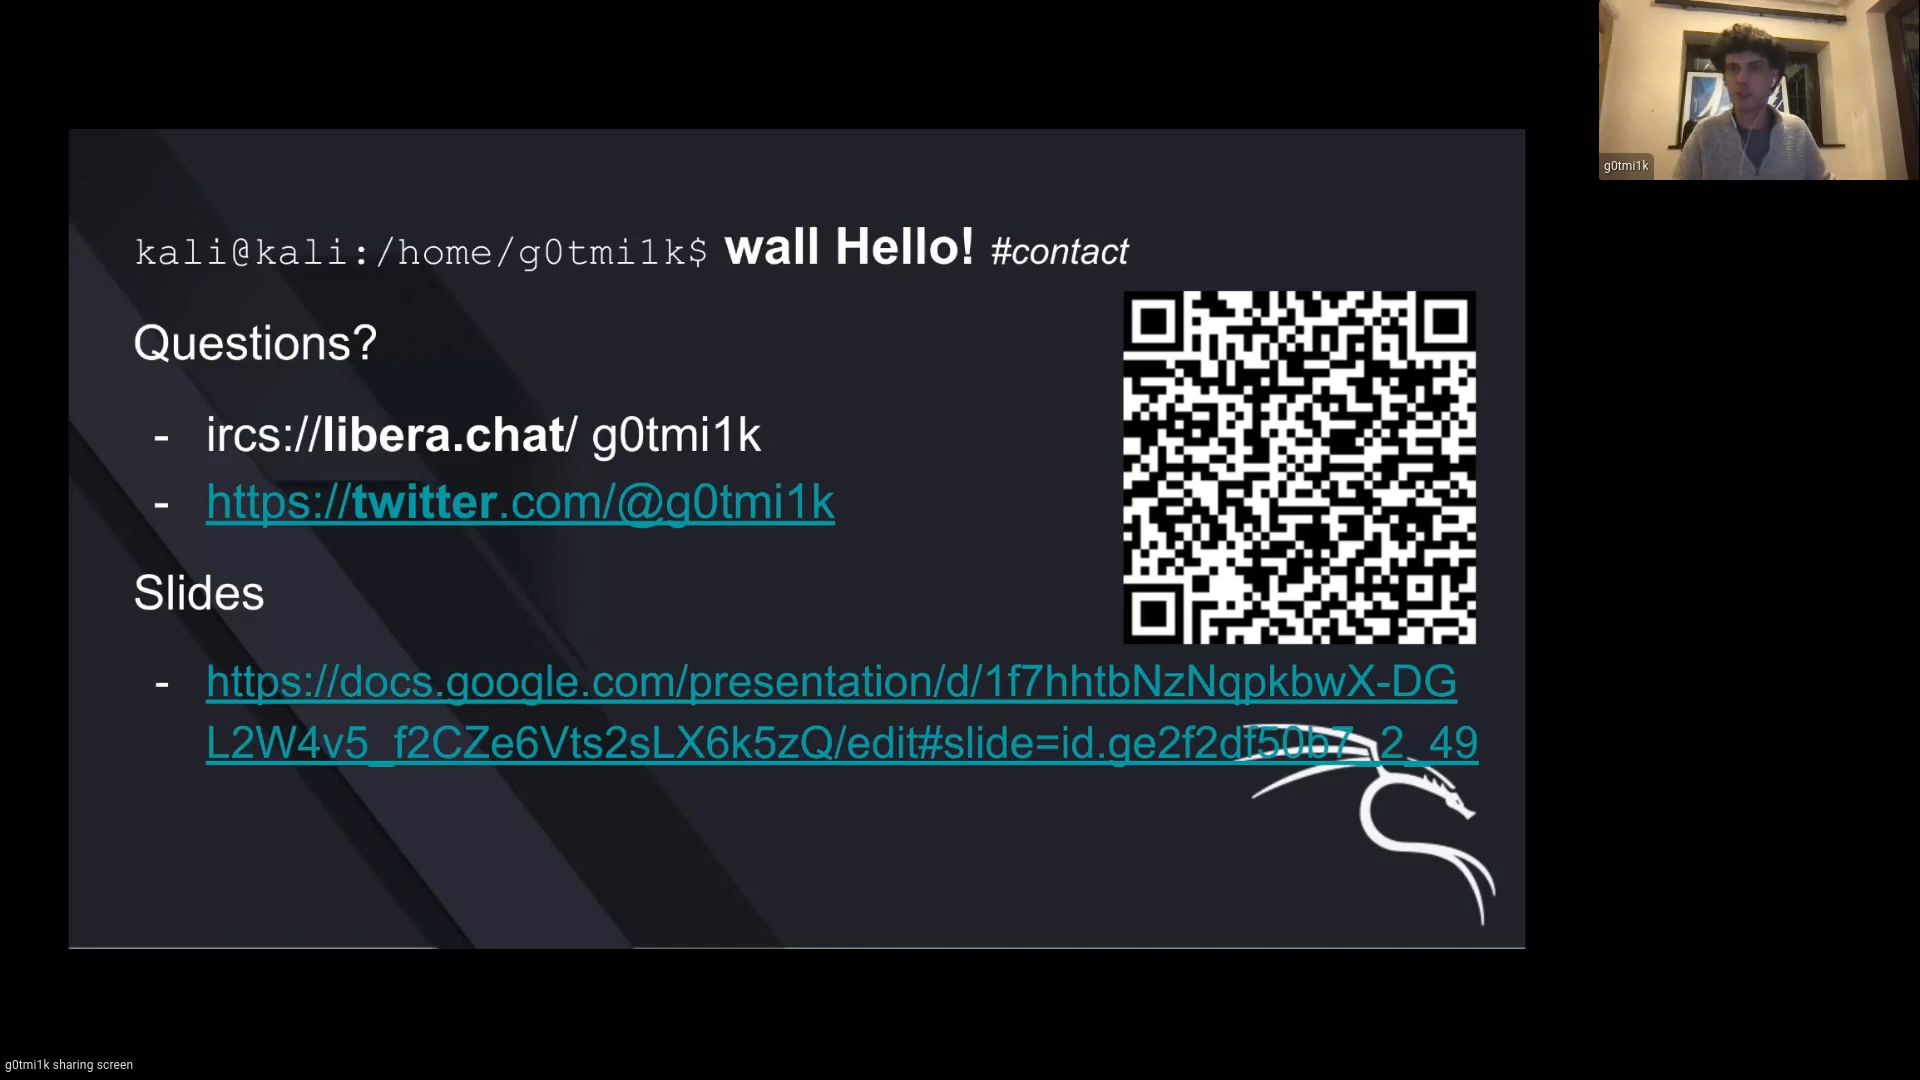 kali@kali:/home/g0tmi1k$ wall Hello! #contact
Questions?
- ircs://libera.chat/ g0tmi1k
- https://twitter.com/@g0tmi1k
Slides
- https://docs.google.com/presentation/d/1f7hhtbNzNqpkbwX-DG
L2W4v5_f2CZe6Vts2sLX6k5zQ/edit#slide=id.ge2f2df50b7_2_49
g0tmi1k
g0tmi1k sharing screen